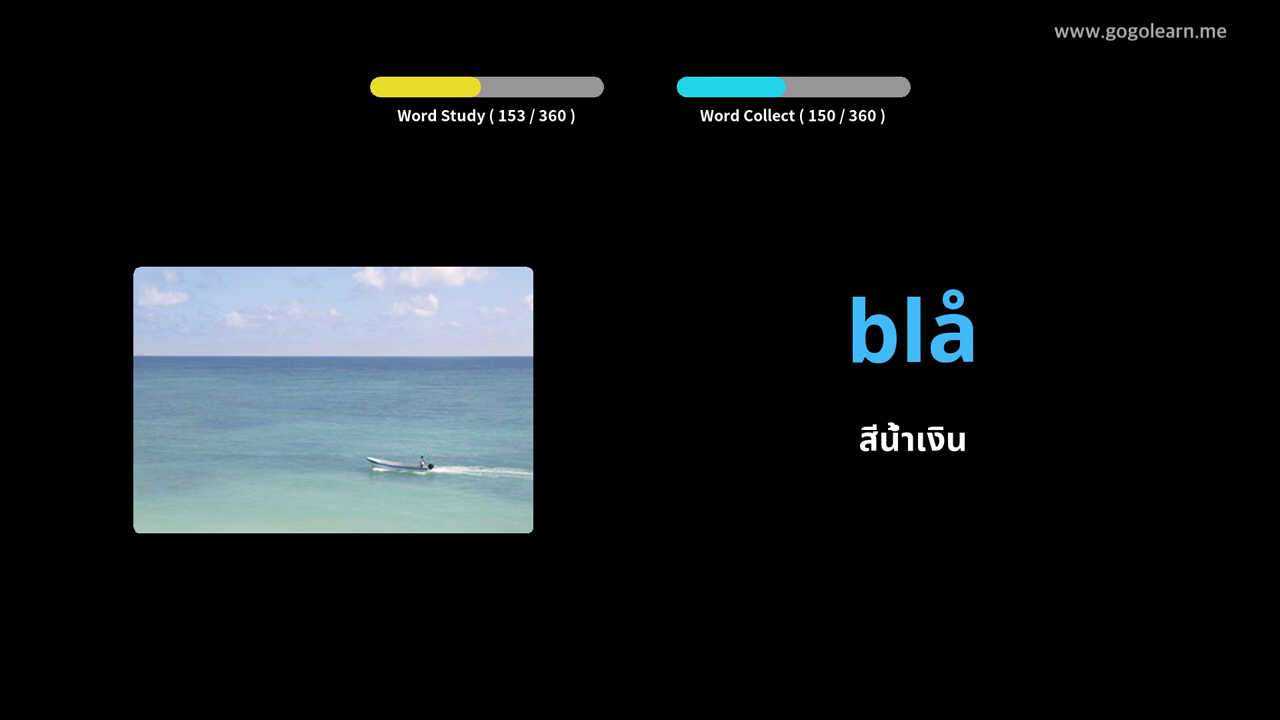 www.gogolearn.me
Word Study ( 153 / 360 )
Word Collect ( 150 / 360 )
blå
สีน้ำเงิน